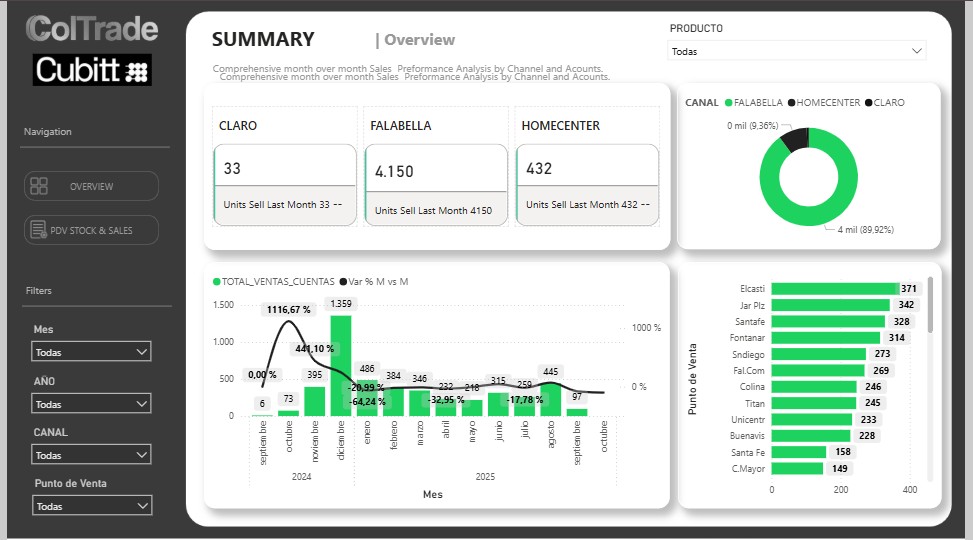 ColTrade
Cubitt
Navigation
OVERVIEW
PDV STOCK & SALES
Filters
Mes
Todas
AÑO
Todas
CANAL
Todas
Punto de Venta
Todas
SUMMARY | Overview
Comprehensive month over month Sales Preformance Analysis by Channel and Acounts.
Comprehensive month over month Sales Preformance Analysis by Channel and Acounts.
PRODUCTO
Todas
CLARO
33
Units Sell Last Month 33 --
FALABELLA
4.150
Units Sell Last Month 4150
HOMECENTER
432
Units Sell Last Month 432 --
CANAL FALABELLA HOMECENTER CLARO
0 mil (9,36%)
4 mil (89,92%)
TOTAL_VENTAS_CUENTAS Var % M vs M
1.500
1.000
500
0
1000 %
0 %
0,00 %
1116,67 %
441,10 %
-20,99 %
-64,24 %
-32,95 %
-17,78 %
6
73
395
1.359
486
384
346
232
218
315
259
445
97
septiembre
octubre
noviembre
diciembre
enero
febrero
marzo
abril
mayo
junio
julio
agosto
septiembre
octubre
2024
2025
Mes
Punto de Venta
Elcasti 371
Jar Plz 342
Santafe 328
Fontanar 314
Sndiego 273
Fal.Com 269
Colina 246
Titan 245
Unicentr 233
Buenavis 228
Santa Fe 158
C.Mayor 149
0 200 400